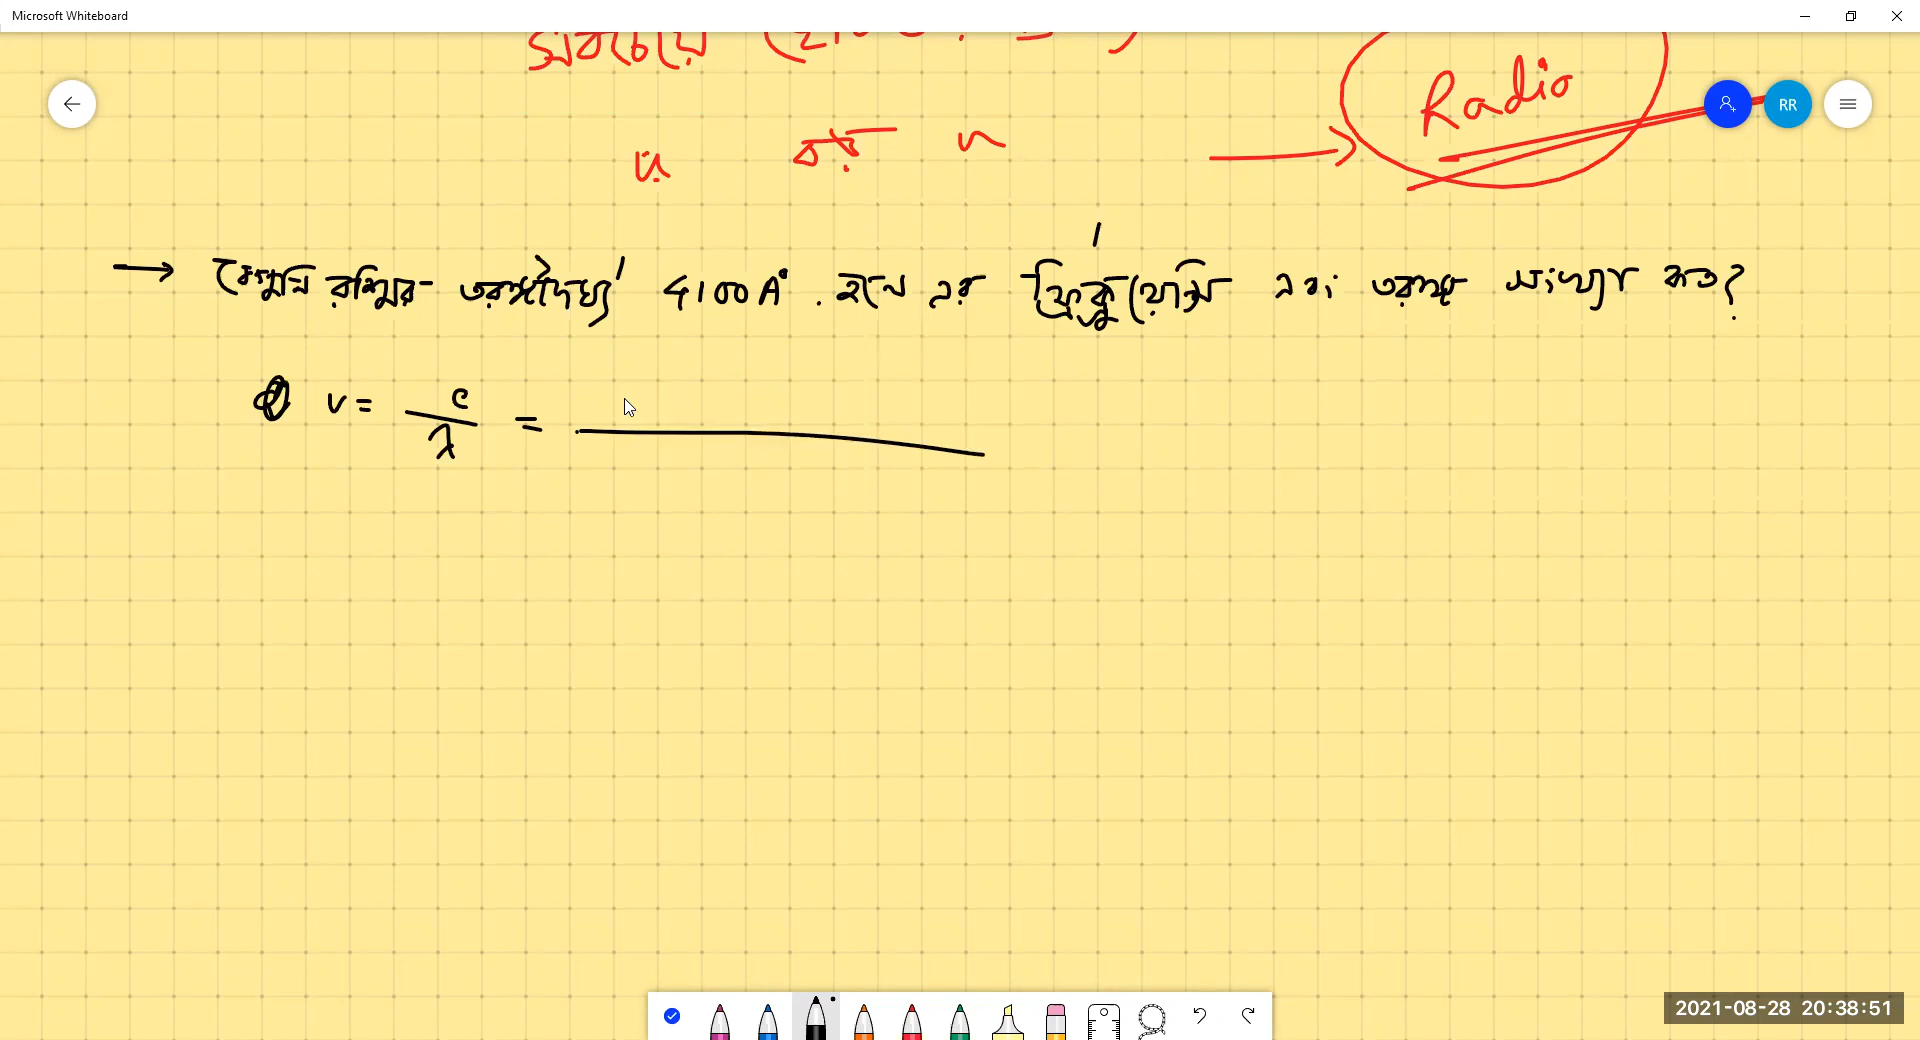 Microsoft Whiteboard
Radio
RR
→ বেগুনি রশ্মির তরঙ্গদৈর্ঘ্য 4100 A° . হলে এর ফ্রিকুয়েন্সি এবং তরঙ্গ সংখ্যা কত?
ν = c/λ =
2021-08-28 20:38:51